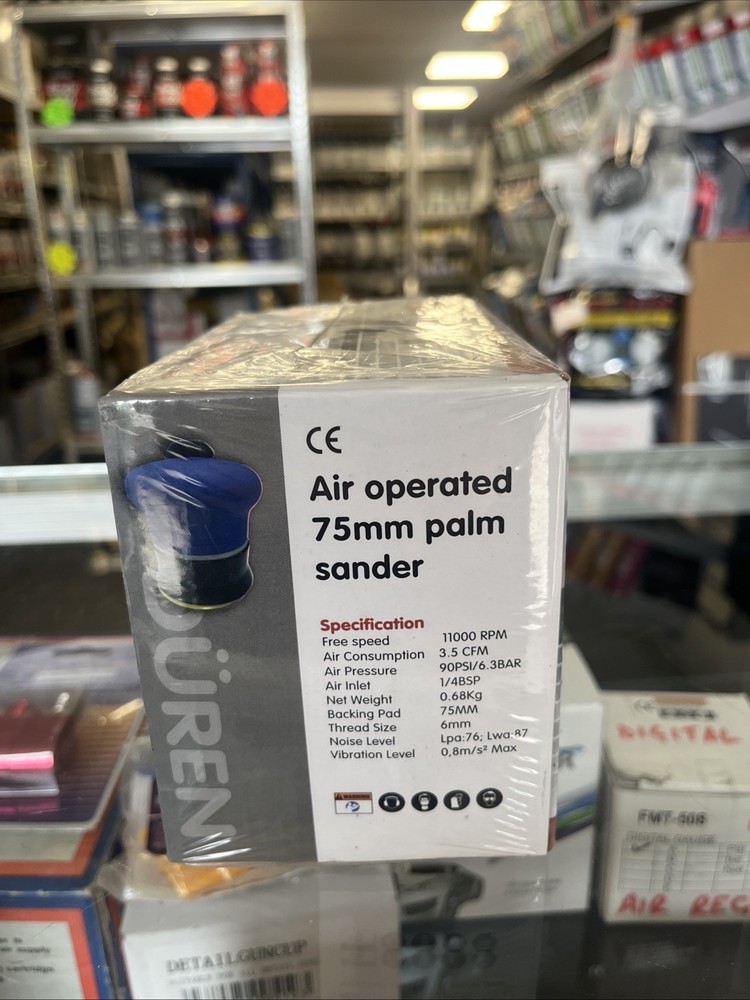 CE
Air operated
75mm palm
sander
Specification
Free speed 11000 RPM
Air Consumption 3.5 CFM
Air Pressure 90PSI/6.3BAR
Air Inlet 1/4BSP
Net Weight 0.68Kg
Backing Pad 75MM
Thread Size 6mm
Noise Level Lpa:76; Lwa:87
Vibration Level 0,8m/s² Max
WARNING
DÜREN
DIGITAL
FMT-508
DIGITAL GAUGE
AIR REG
DETAILGUNCUP